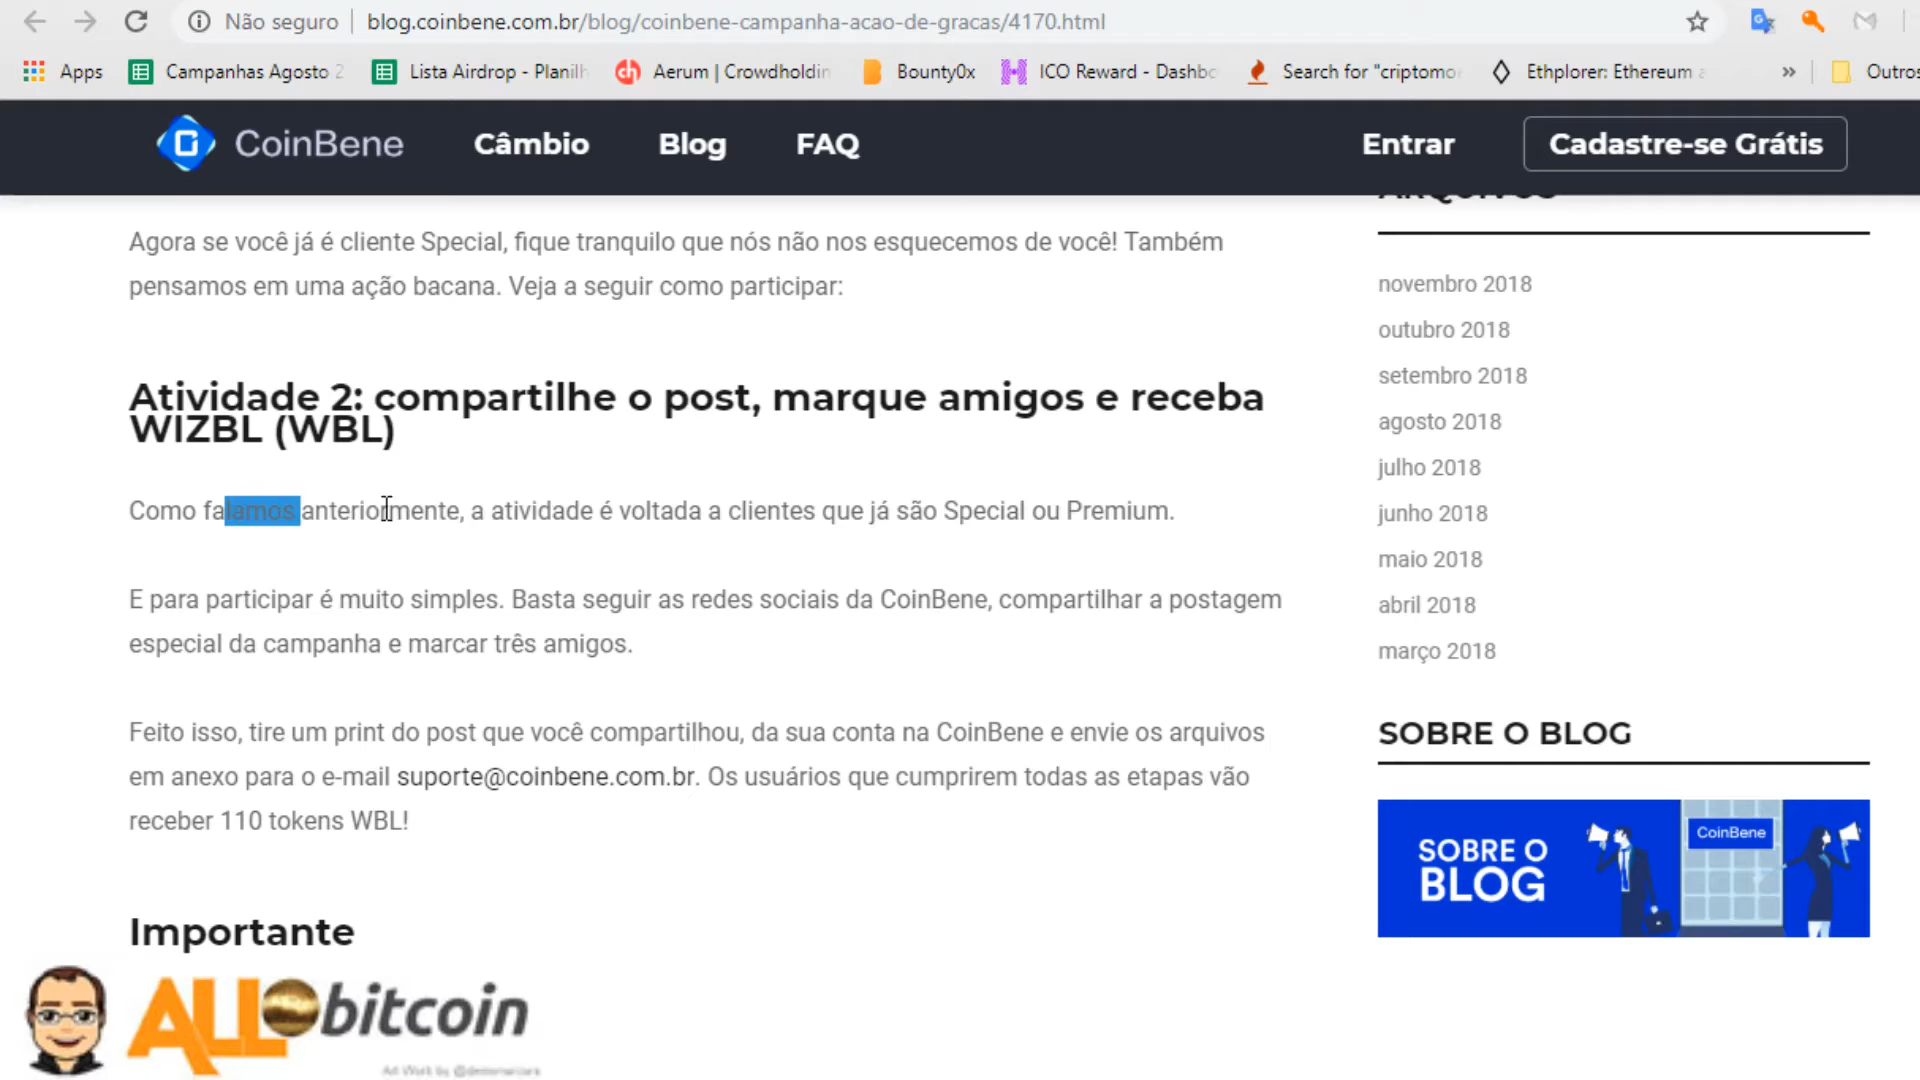 Não seguro
blog.coinbene.com.br/blog/coinbene-campanha-acao-de-gracas/4170.html
Apps
Campanhas Agosto 2
Lista Airdrop - Planilh
Aerum | Crowdholdin
Bounty0x
ICO Reward - Dashbo
Search for "criptomo
Ethplorer: Ethereum a
»
Outros
CoinBene
Câmbio
Blog
FAQ
Entrar
Cadastre-se Grátis
ARQUIVOS
Agora se você já é cliente Special, fique tranquilo que nós não nos esquecemos de você! Também
pensamos em uma ação bacana. Veja a seguir como participar:
Atividade 2: compartilhe o post, marque amigos e receba
WIZBL (WBL)
Como falamos anteriormente, a atividade é voltada a clientes que já são Special ou Premium.
E para participar é muito simples. Basta seguir as redes sociais da CoinBene, compartilhar a postagem
especial da campanha e marcar três amigos.
Feito isso, tire um print do post que você compartilhou, da sua conta na CoinBene e envie os arquivos
em anexo para o e-mail suporte@coinbene.com.br. Os usuários que cumprirem todas as etapas vão
receber 110 tokens WBL!
Importante
novembro 2018
outubro 2018
setembro 2018
agosto 2018
julho 2018
junho 2018
maio 2018
abril 2018
março 2018
SOBRE O BLOG
SOBRE O
BLOG
CoinBene
ALLObitcoin
Art Work by